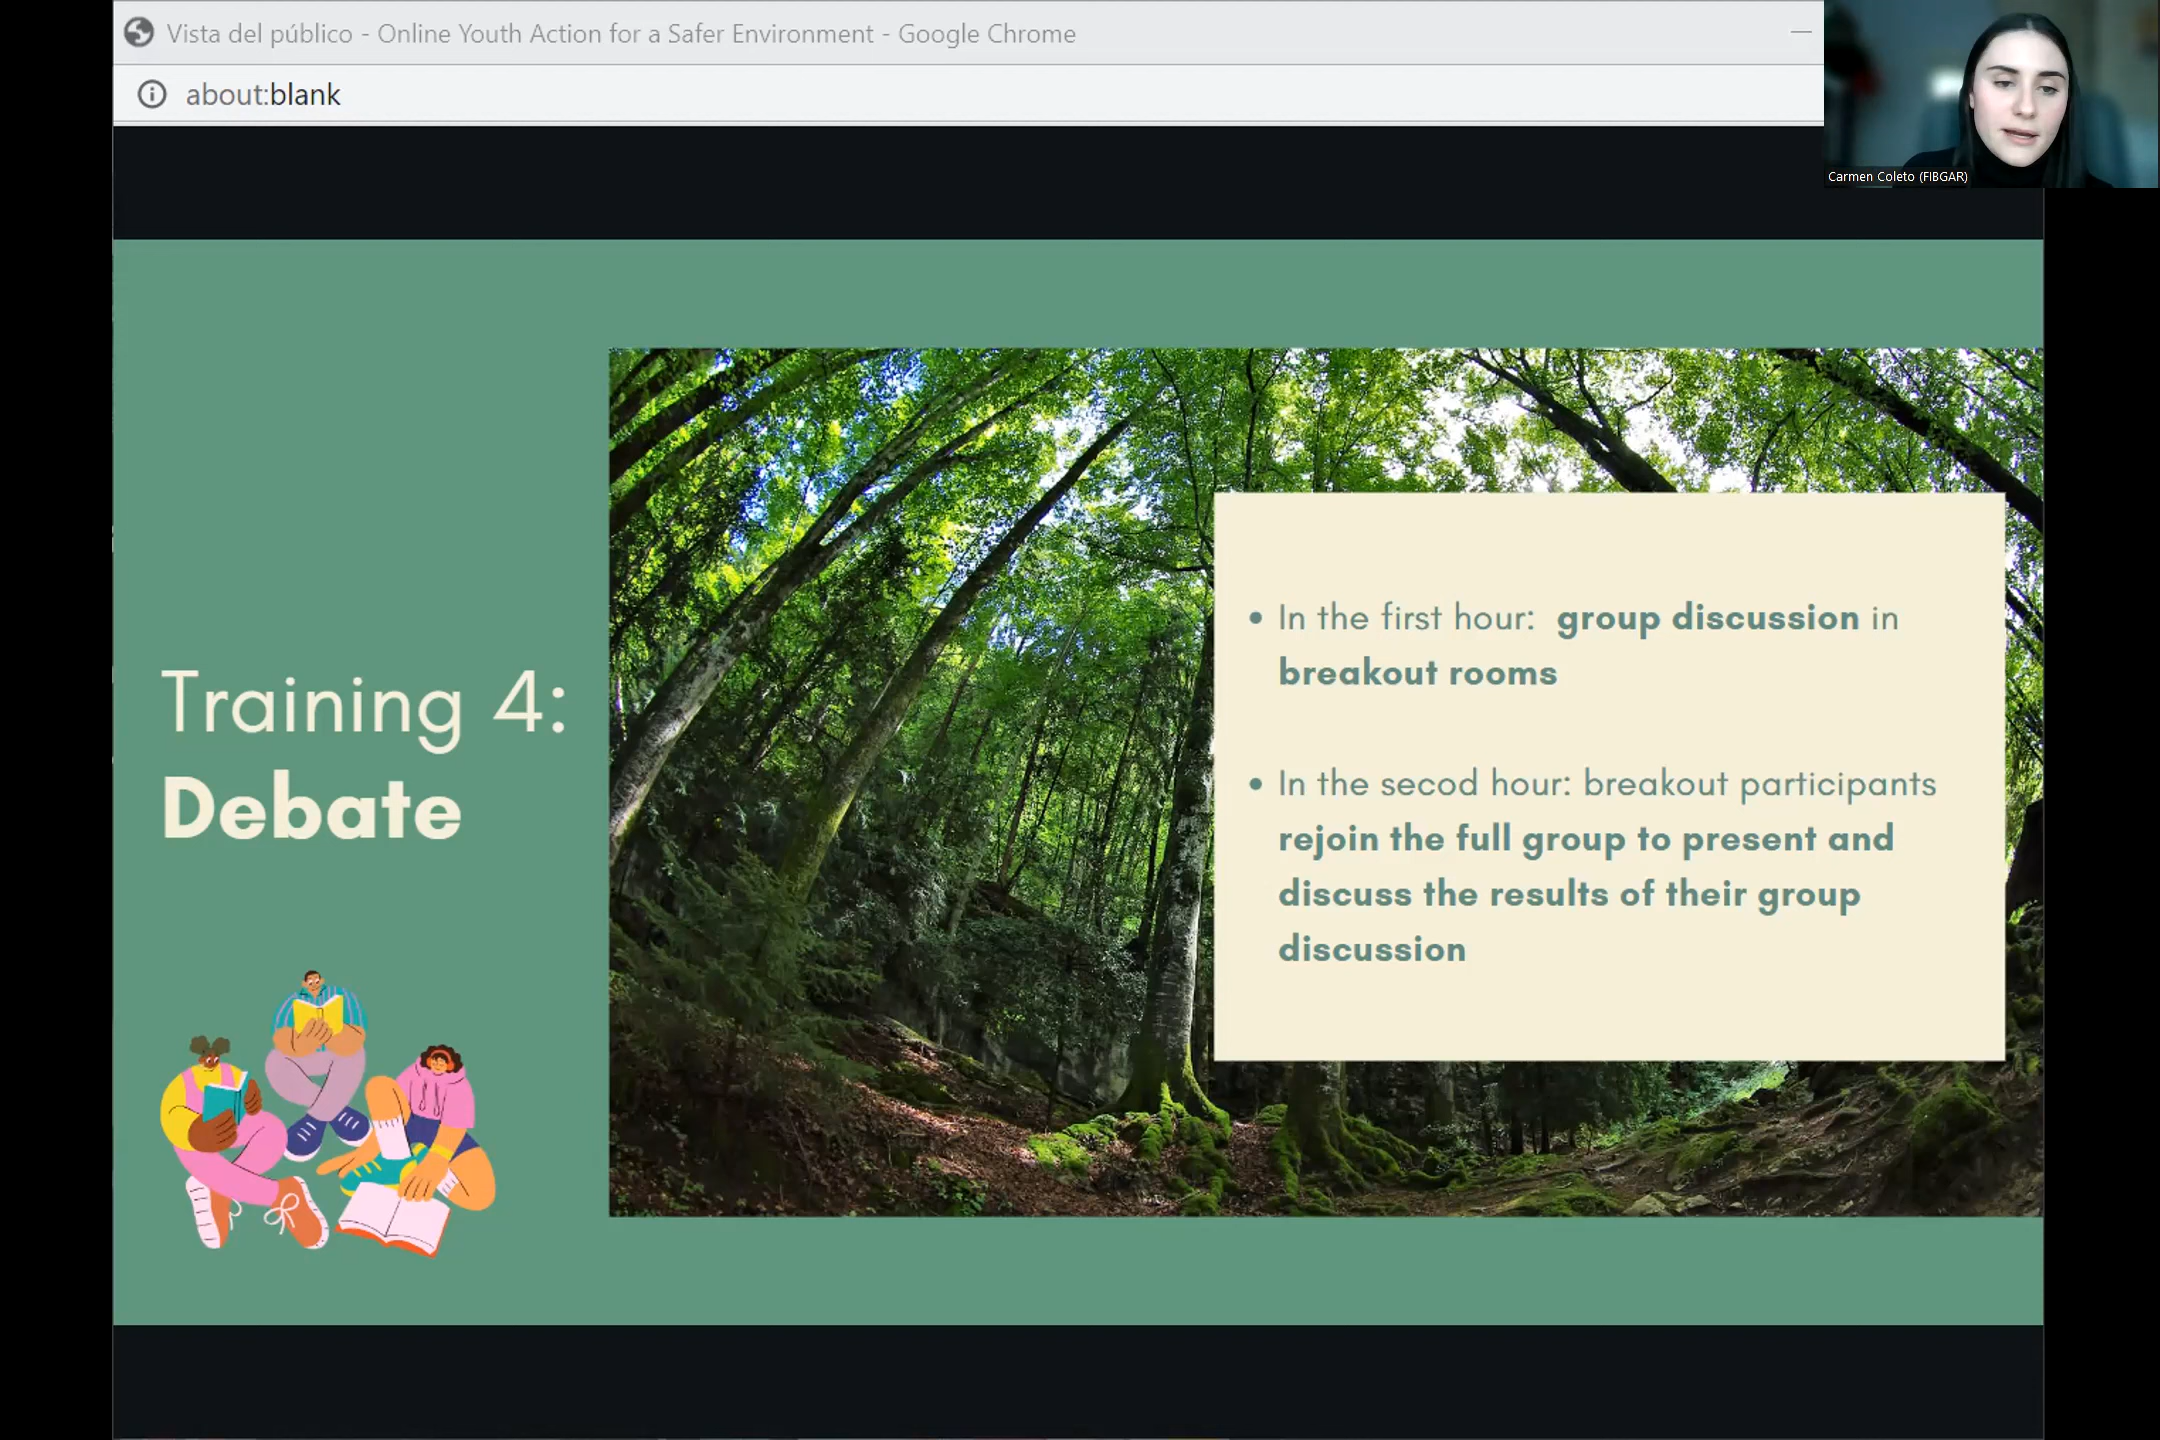 Vista del público - Online Youth Action for a Safer Environment - Google Chrome
about:blank
Carmen Coleto (FIBGAR)
Training 4:
Debate
• In the first hour: group discussion in
breakout rooms
• In the secod hour: breakout participants
rejoin the full group to present and
discuss the results of their group
discussion